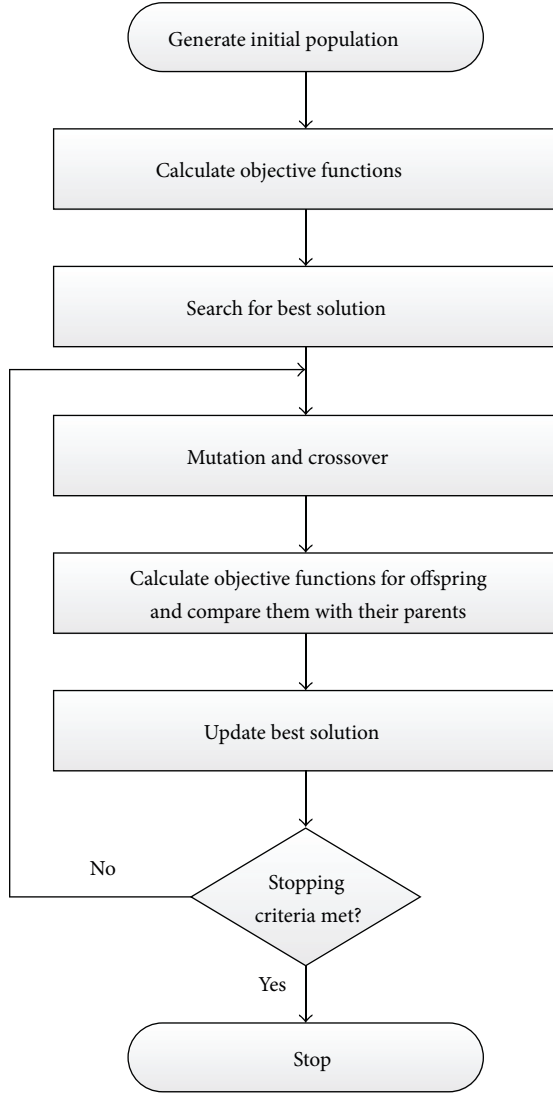 Generate initial population
Calculate objective functions
Search for best solution
Mutation and crossover
Calculate objective functions for offspring
and compare them with their parents
Update best solution
Stopping
criteria met?
No
Yes
Stop